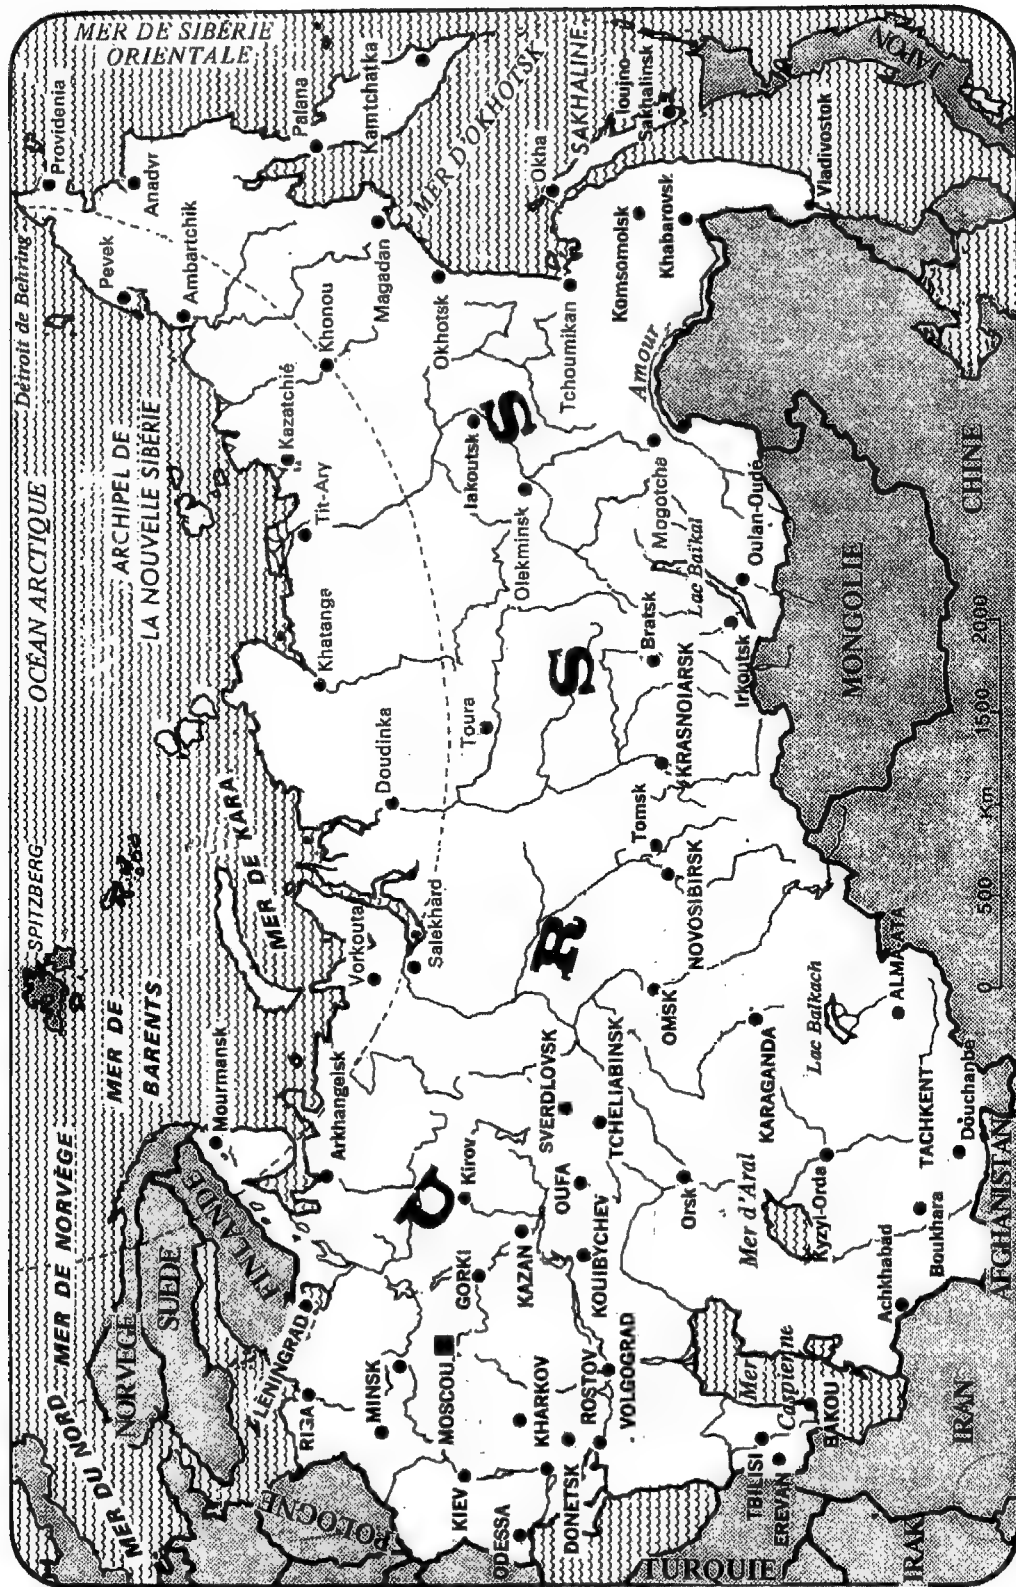 MER DU NORD
MER DE NORVÈGE
MER DE
BARENTS
SPITZBERG
OCÉAN ARCTIQUE
ARCHIPEL DE
LA NOUVELLE SIBÉRIE
Détroit de Behring
MER DE SIBÉRIE
ORIENTALE
MER DE KARA
NORVÈGE
SUÈDE
FINLANDE
Mourmansk
Arkhangelsk
Vorkouta
Salekhard
Doudinka
Khatanga
Tit-Ary
Kazatchié
Khonou
Ambartchik
Pevek
Anadyr
Providenia
Palana
Kamtchatka
Magadan
MER D'OKHOTSK
Okhotsk
Okha
SAKHALINE
Ioujno-
Sakhalinsk
JAPON
LENINGRAD
RIGA
MINSK
MOSCOU
GORKI
Kirov
KAZAN
OUFA
SVERDLOVSK
TCHELIABINSK
KOUIBYCHEV
Toura
Olekminsk
Iakoutsk
Tchoumikan
Komsomolsk
Khabarovsk
Vladivostok
Amour
U
R
S
S
POLOGNE
KIEV
ODESSA
KHARKOV
DONETSK
ROSTOV
VOLGOGRAD
Orsk
OMSK
NOVOSIBIRSK
Tomsk
KRASNOIARSK
Bratsk
Irkoutsk
Lac Baïkal
Oulan-Oudé
Mogotche
KARAGANDA
Mer d'Aral
Kzyzyl-Orda
Lac Balkach
ALMA-ATA
TACHKENT
Douchanbe
Boukhara
Achkhabad
Mer
Caspienne
BAKOU
TBILISI
EREVAN
TURQUIE
IRAK
IRAN
AFGHANISTAN
MONGOLIE
CHINE
0 500 Km 1500 2000